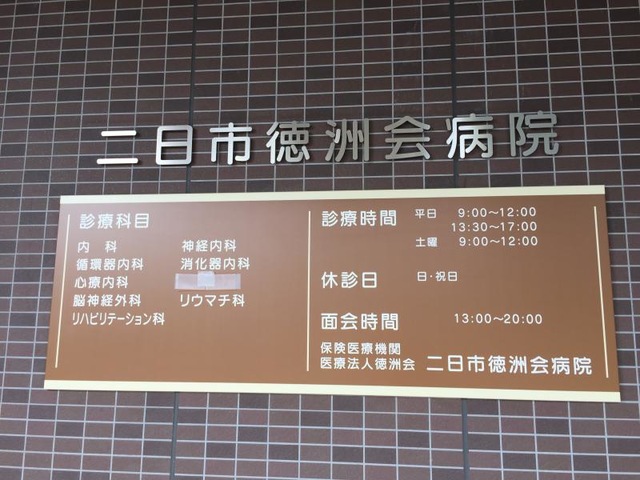 二日市徳洲会病院
診療科目
内科 神経内科
循環器内科 消化器内科
心療内科
脳神経外科 リウマチ科
リハビリテーション科
診療時間 平日 9:00～12:00
13:30～17:00
土曜 9:00～12:00
休診日 日・祝日
面会時間 13:00～20:00
保険医療機関
医療法人徳洲会 二日市徳洲会病院